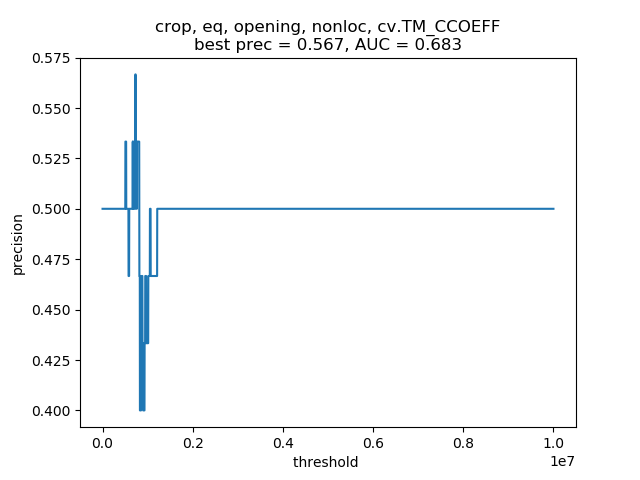 crop, eq, opening, nonloc, cv.TM_CCOEFF
best prec = 0.567, AUC = 0.683
0.575
0.550
0.525
0.500
0.475
0.450
0.425
0.400
precision
0.0
0.2
0.4
0.6
0.8
1.0
1e7
threshold